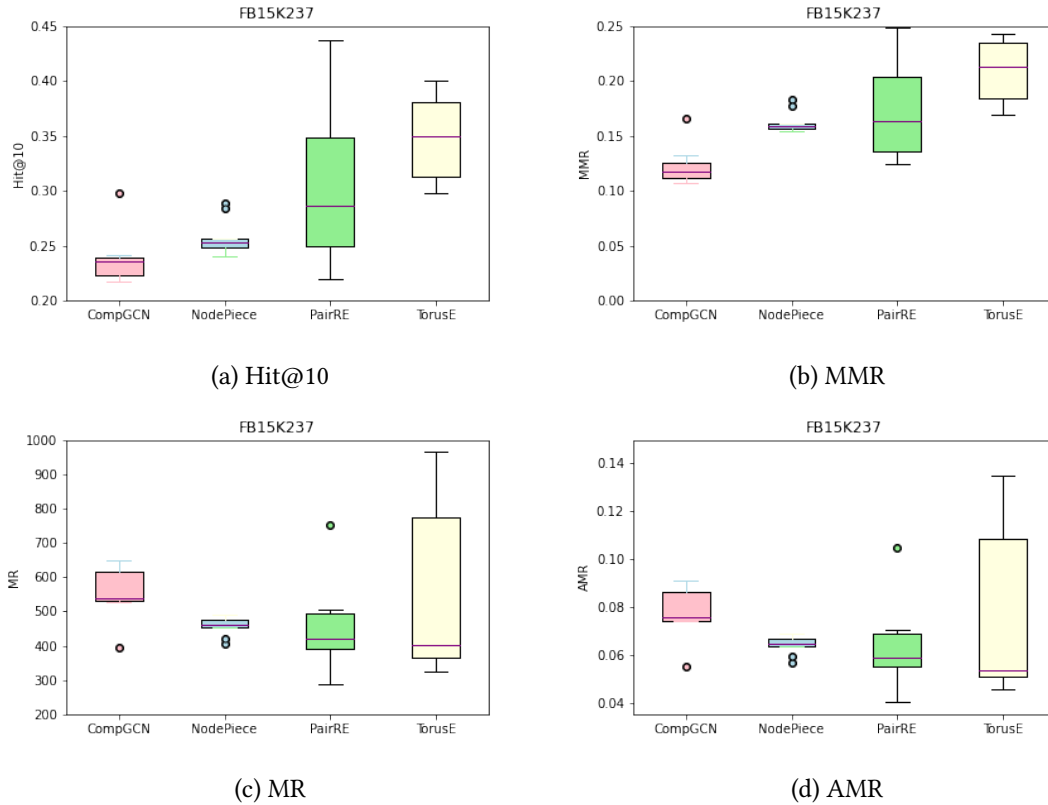 FB15K237
0.45
0.40
0.35
0.30
0.25
0.20
Hit@10
CompGCN NodePiece PairRE TorusE
(a) Hit@10
FB15K237
0.25
0.20
0.15
0.10
0.05
0.00
MMR
CompGCN NodePiece PairRE TorusE
(b) MMR
FB15K237
1000
900
800
700
600
500
400
300
200
MR
CompGCN NodePiece PairRE TorusE
(c) MR
FB15K237
0.14
0.12
0.10
0.08
0.06
0.04
AMR
CompGCN NodePiece PairRE TorusE
(d) AMR